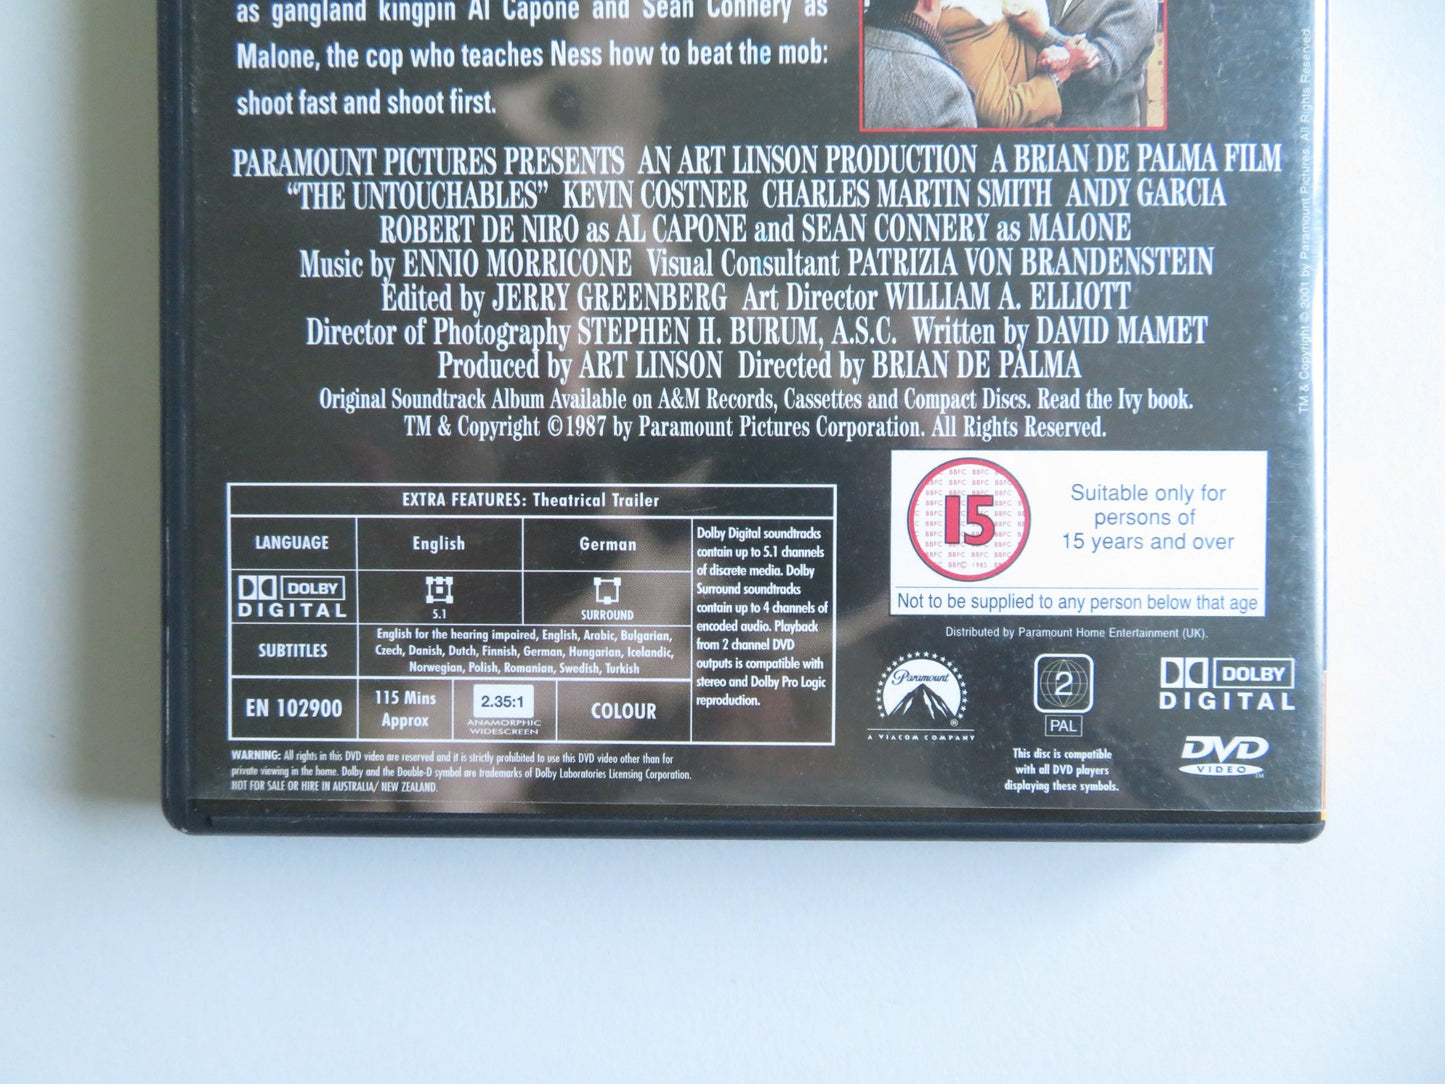 as gangland kingpin Al Capone and Sean Connery as
Malone, the cop who teaches Ness how to beat the mob:
shoot fast and shoot first.
PARAMOUNT PICTURES PRESENTS AN ART LINSON PRODUCTION A BRIAN DE PALMA FILM
"THE UNTOUCHABLES" KEVIN COSTNER CHARLES MARTIN SMITH ANDY GARCIA
ROBERT DE NIRO as AL CAPONE and SEAN CONNERY as MALONE
Music by ENNIO MORRICONE Visual Consultant PATRIZIA VON BRANDENSTEIN
Edited by JERRY GREENBERG Art Director WILLIAM A. ELLIOTT
Director of Photography STEPHEN H. BURUM, A.S.C. Written by DAVID MAMET
Produced by ART LINSON Directed by BRIAN DE PALMA
Original Soundtrack Album Available on A&M Records, Cassettes and Compact Discs. Read the Ivy book.
TM & Copyright ©1987 by Paramount Pictures Corporation. All Rights Reserved.
TM & Copyright © 2001 by Paramount Pictures. All Rights Reserved.
EXTRA FEATURES: Theatrical Trailer
LANGUAGE
English
German
DOLBY
DIGITAL
5.1
SURROUND
SUBTITLES
English for the hearing impaired, English, Arabic, Bulgarian,
Czech, Danish, Dutch, Finnish, German, Hungarian, Icelandic,
Norwegian, Polish, Romanian, Swedish, Turkish
EN 102900
115 Mins
Approx
2.35:1
ANAMORPHIC
WIDESCREEN
COLOUR
Dolby Digital soundtracks
contain up to 5.1 channels
of discrete media. Dolby
Surround soundtracks
contain up to 4 channels of
encoded audio. Playback
from 2 channel DVD
outputs is compatible with
stereo and Dolby Pro Logic
reproduction.
WARNING: All rights in this DVD video are reserved and it is strictly prohibited to use this DVD video other than for
private viewing in the home. Dolby and the Double-D symbol are trademarks of Dolby Laboratories Licensing Corporation.
NOT FOR SALE OR HIRE IN AUSTRALIA/ NEW ZEALAND.
15
Suitable only for
persons of
15 years and over
Not to be supplied to any person below that age
Distributed by Paramount Home Entertainment (UK).
Paramount
®
A VIACOM COMPANY
2
PAL
This disc is compatible
with all DVD players
displaying these symbols.
DOLBY
DIGITAL
DVD
VIDEO
TM